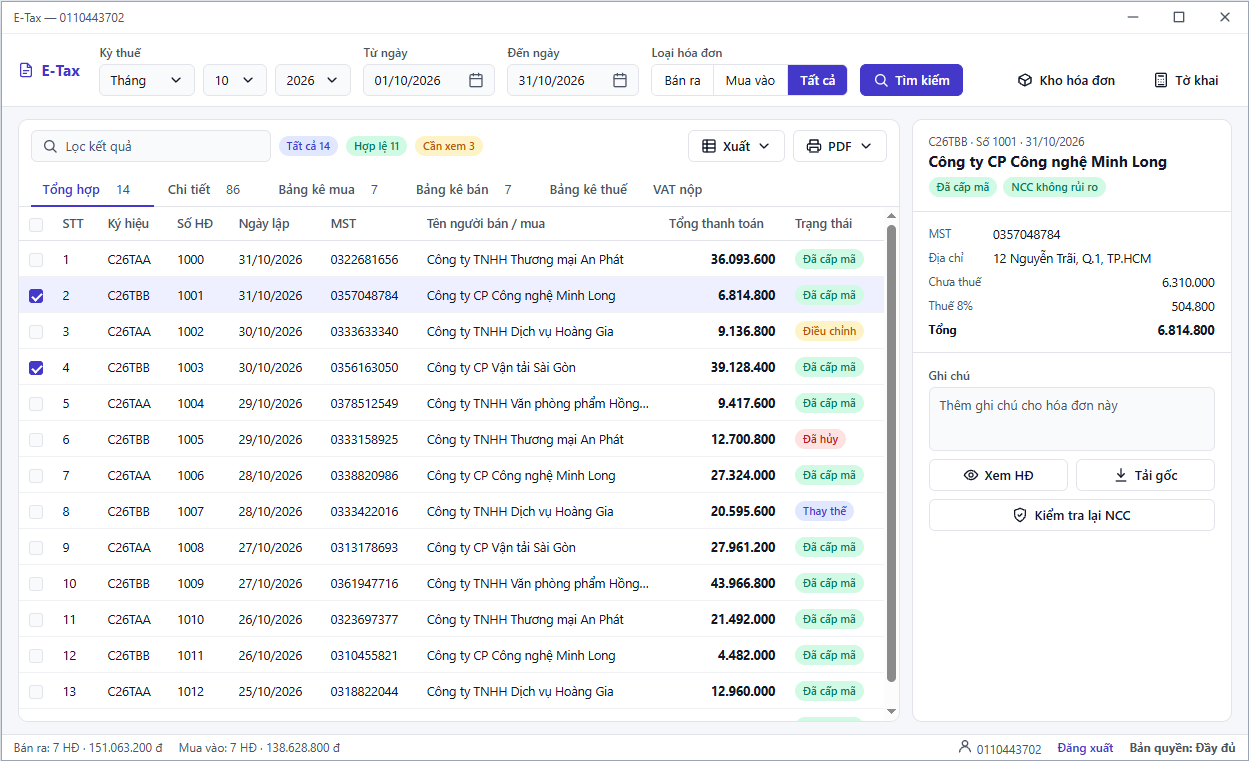 E-Tax — 0110443702
Kỳ thuế
Từ ngày
Đến ngày
Loại hóa đơn
E-Tax
Tháng 10 2026 01/10/2026 31/10/2026 Bán ra Mua vào Tất cả Tìm kiếm Kho hóa đơn Tờ khai
Lọc kết quả Tất cả 14 Hợp lệ 11 Cần xem 3 Xuất PDF
Tổng hợp 14 Chi tiết 86 Bảng kê mua 7 Bảng kê bán 7 Bảng kê thuế VAT nộp
STT Ký hiệu Số HĐ Ngày lập MST Tên người bán / mua Tổng thanh toán Trạng thái
1 C26TAA 1000 31/10/2026 0322681656 Công ty TNHH Thương mại An Phát 36.093.600 Đã cấp mã
2 C26TBB 1001 31/10/2026 0357048784 Công ty CP Công nghệ Minh Long 6.814.800 Đã cấp mã
3 C26TAA 1002 30/10/2026 0333633340 Công ty TNHH Dịch vụ Hoàng Gia 9.136.800 Điều chỉnh
4 C26TBB 1003 30/10/2026 0356163050 Công ty CP Vận tải Sài Gòn 39.128.400 Đã cấp mã
5 C26TAA 1004 29/10/2026 0378512549 Công ty TNHH Văn phòng phẩm Hồng... 9.417.600 Đã cấp mã
6 C26TBB 1005 29/10/2026 0333158925 Công ty TNHH Thương mại An Phát 12.700.800 Đã hủy
7 C26TAA 1006 28/10/2026 0338820986 Công ty CP Công nghệ Minh Long 27.324.000 Đã cấp mã
8 C26TBB 1007 28/10/2026 0333422016 Công ty TNHH Dịch vụ Hoàng Gia 20.595.600 Thay thế
9 C26TAA 1008 27/10/2026 0313178693 Công ty CP Vận tải Sài Gòn 27.961.200 Đã cấp mã
10 C26TBB 1009 27/10/2026 0361947716 Công ty TNHH Văn phòng phẩm Hồng... 43.966.800 Đã cấp mã
11 C26TAA 1010 26/10/2026 0323697377 Công ty TNHH Thương mại An Phát 21.492.000 Đã cấp mã
12 C26TBB 1011 26/10/2026 0310455821 Công ty CP Công nghệ Minh Long 4.482.000 Đã cấp mã
13 C26TAA 1012 25/10/2026 0318822044 Công ty TNHH Dịch vụ Hoàng Gia 12.960.000 Đã cấp mã
C26TBB · Số 1001 · 31/10/2026
Công ty CP Công nghệ Minh Long
Đã cấp mã NCC không rủi ro
MST 0357048784
Địa chỉ 12 Nguyễn Trãi, Q.1, TP.HCM
Chưa thuế 6.310.000
Thuế 8% 504.800
Tổng 6.814.800
Ghi chú
Thêm ghi chú cho hóa đơn này
Xem HĐ Tải gốc
Kiểm tra lại NCC
Bán ra: 7 HĐ · 151.063.200 đ Mua vào: 7 HĐ · 138.628.800 đ 0110443702 Đăng xuất Bản quyền: Đầy đủ